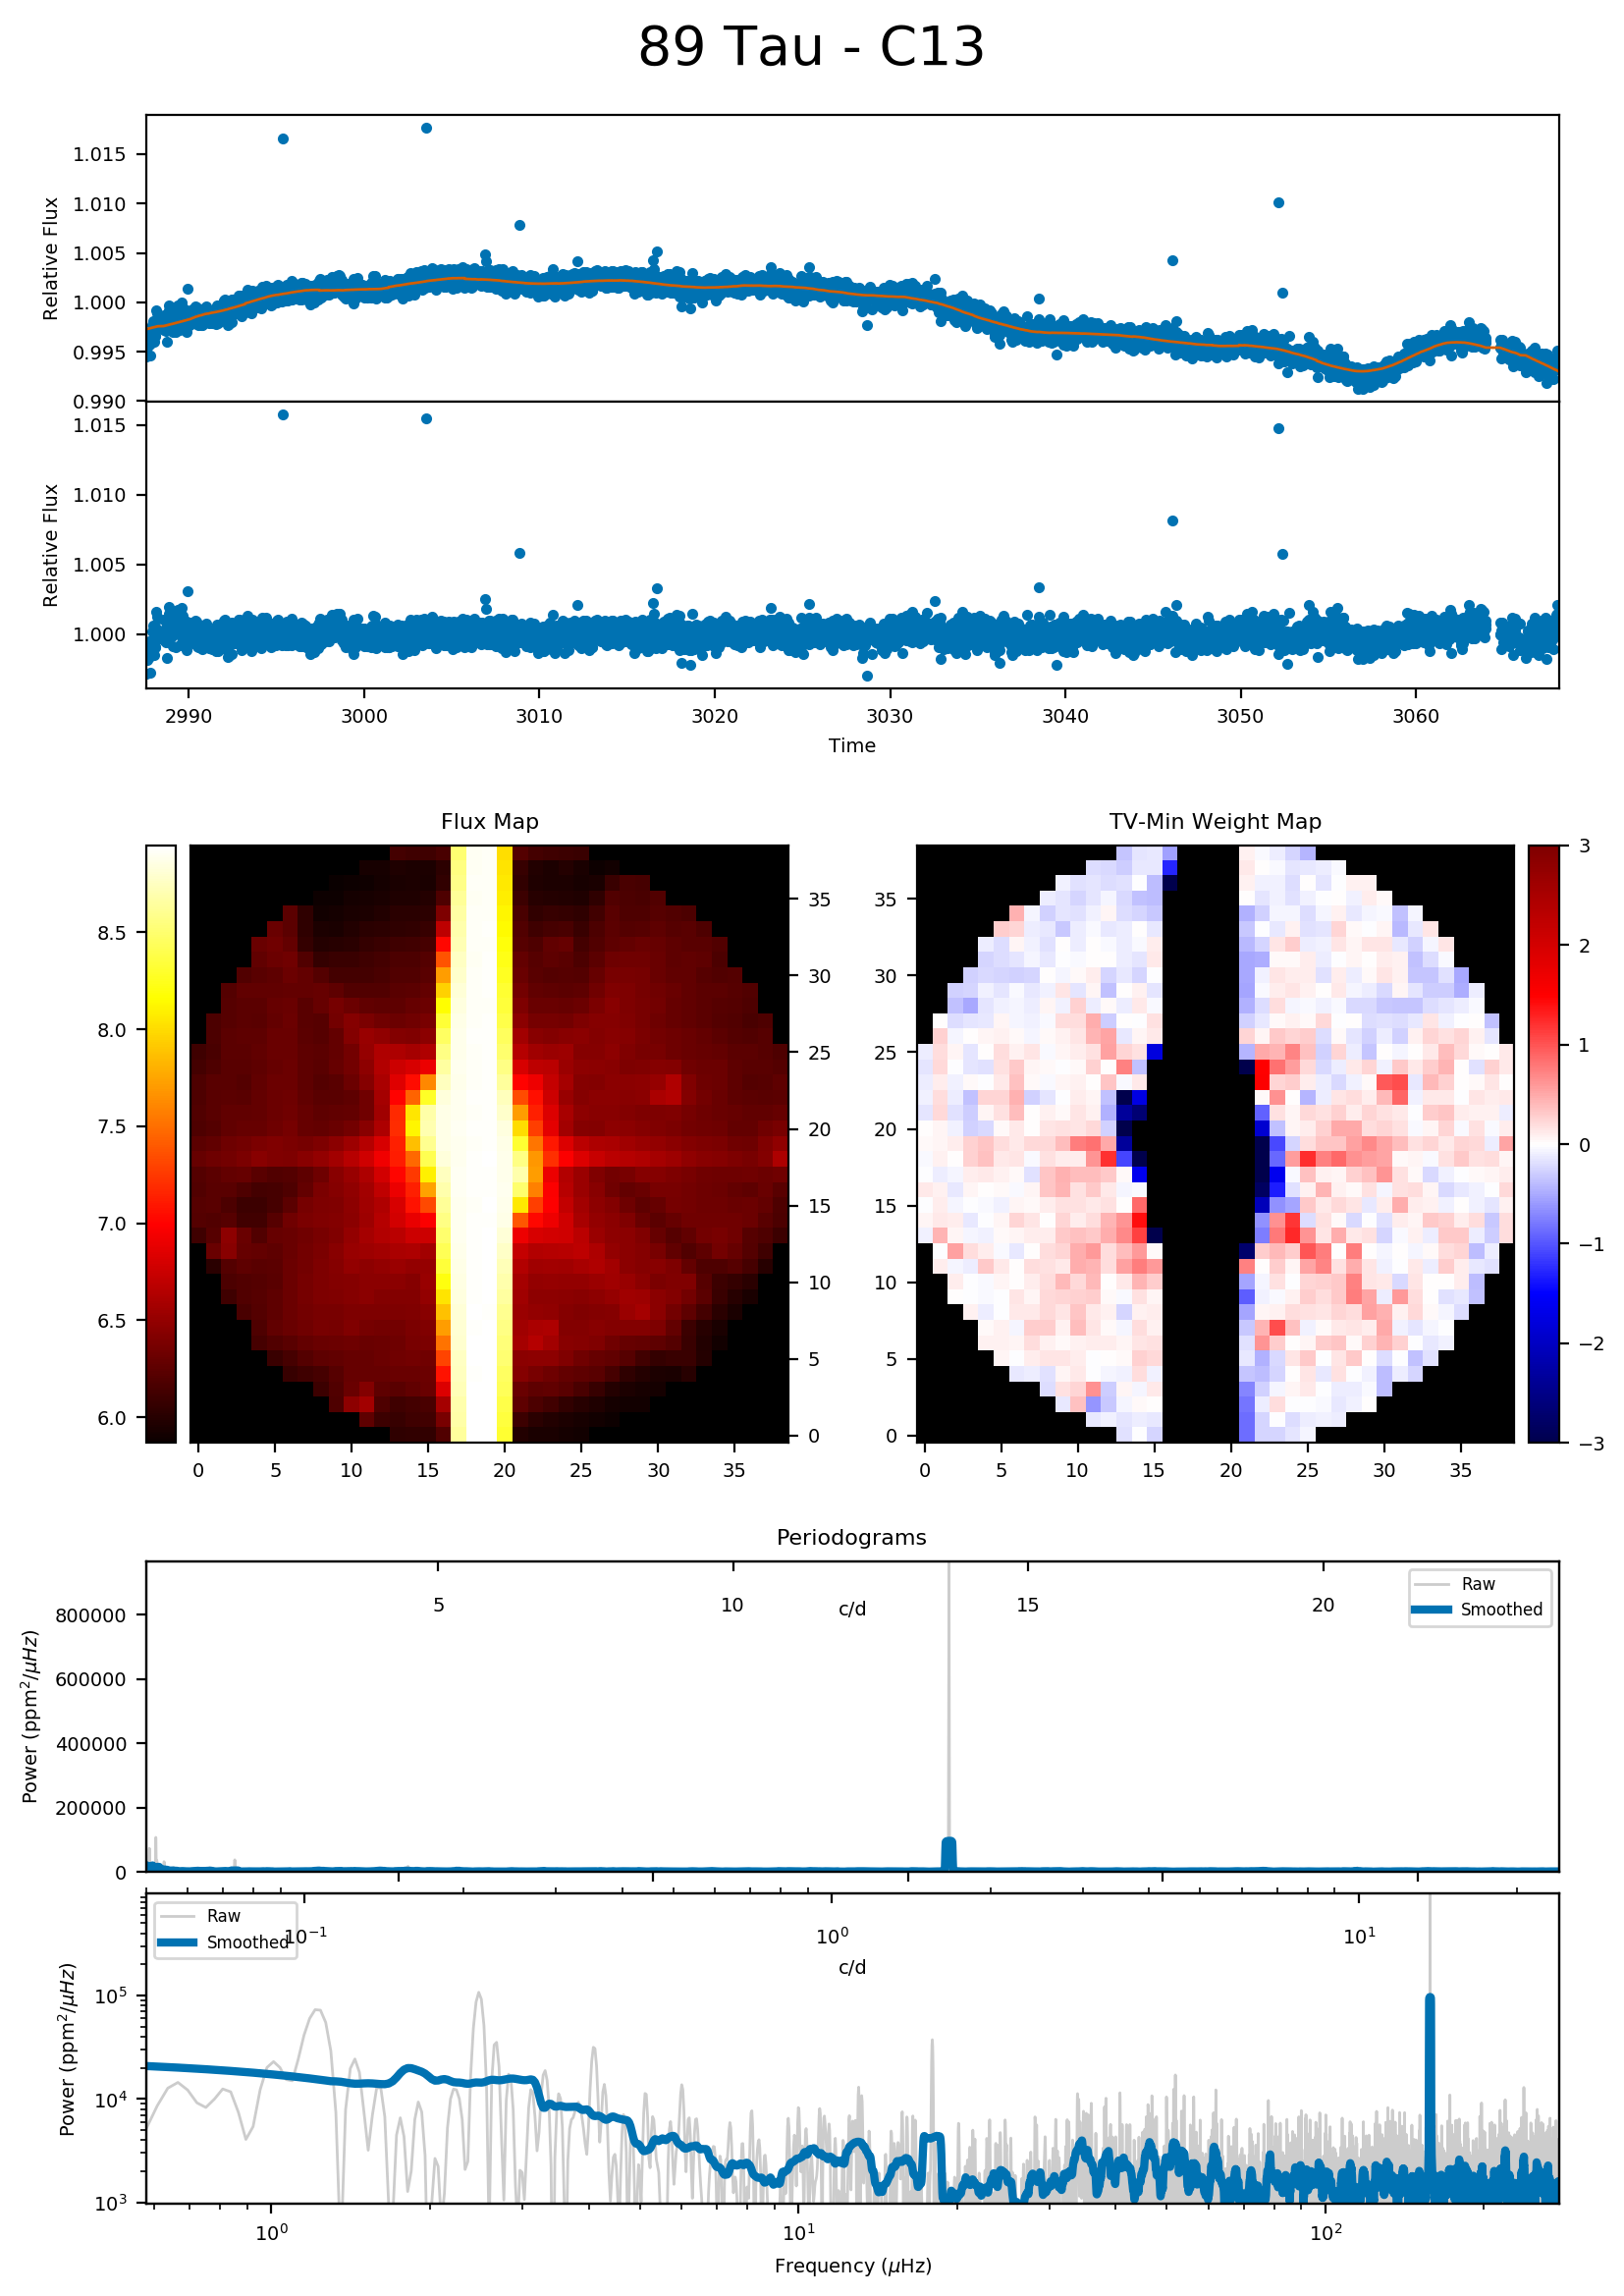 89 Tau - C13
Relative Flux
1.015
1.010
1.005
1.000
0.995
0.990
Relative Flux
1.015
1.010
1.005
1.000
2990 3000 3010 3020 3030 3040 3050 3060
Time
Flux Map
8.5
8.0
7.5
7.0
6.5
6.0
35
30
25
20
15
10
5
0
0 5 10 15 20 25 30 35
TV-Min Weight Map
35
30
25
20
15
10
5
0
0 5 10 15 20 25 30 35
3
2
1
0
−1
−2
−3
Periodograms
Power (ppm²/μHz)
800000
600000
400000
200000
0
5 10 15 20
c/d
Raw
Smoothed
Power (ppm²/μHz)
10⁵
10⁴
10³
Raw
Smoothed
10⁻¹ 10⁰ 10¹
c/d
10⁰ 10¹ 10²
Frequency (μHz)